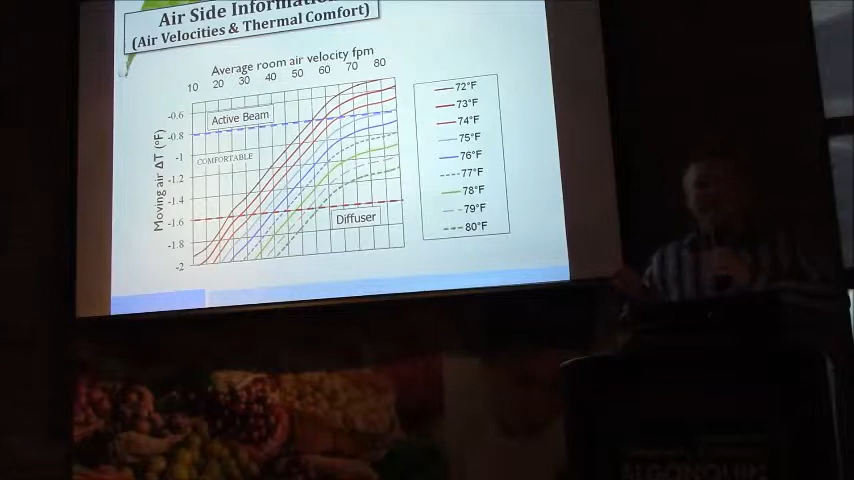 Air Side Information
(Air Velocities & Thermal Comfort)
Average room air velocity fpm
10 20 30 40 50 60 70 80
Moving air ΔT (°F)
-0.6
-0.8
-1
-1.2
-1.4
-1.6
-1.8
-2
Active Beam
COMFORTABLE
Diffuser
72°F
73°F
74°F
75°F
76°F
77°F
78°F
79°F
80°F
ALGONQUIN